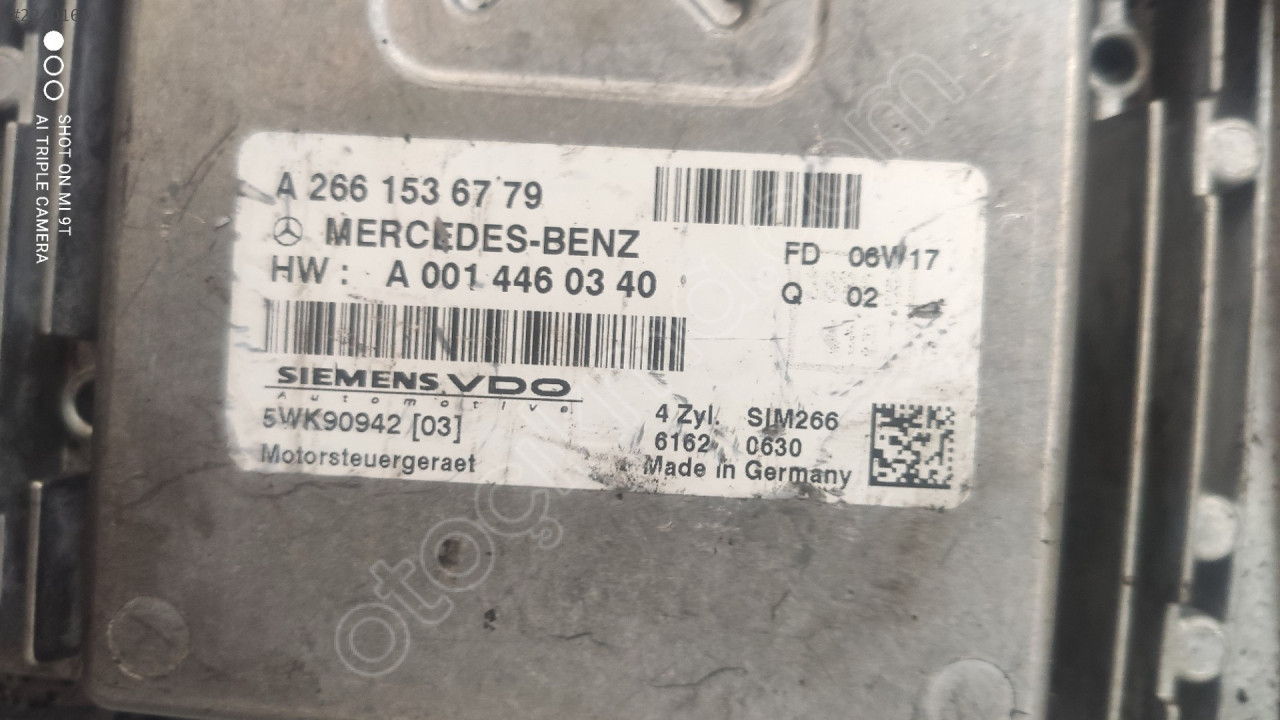 A 266 153 67 79
MERCEDES-BENZ
HW : A 001 446 03 40
FD 06W17
Q 02
SIEMENS VDO
Automotive
5WK90942 [03]
Motorsteuergeraet
4 Zyl. SIM266
6162 0630
Made in Germany
SHOT ON MI 9T
AI TRIPLE CAMERA